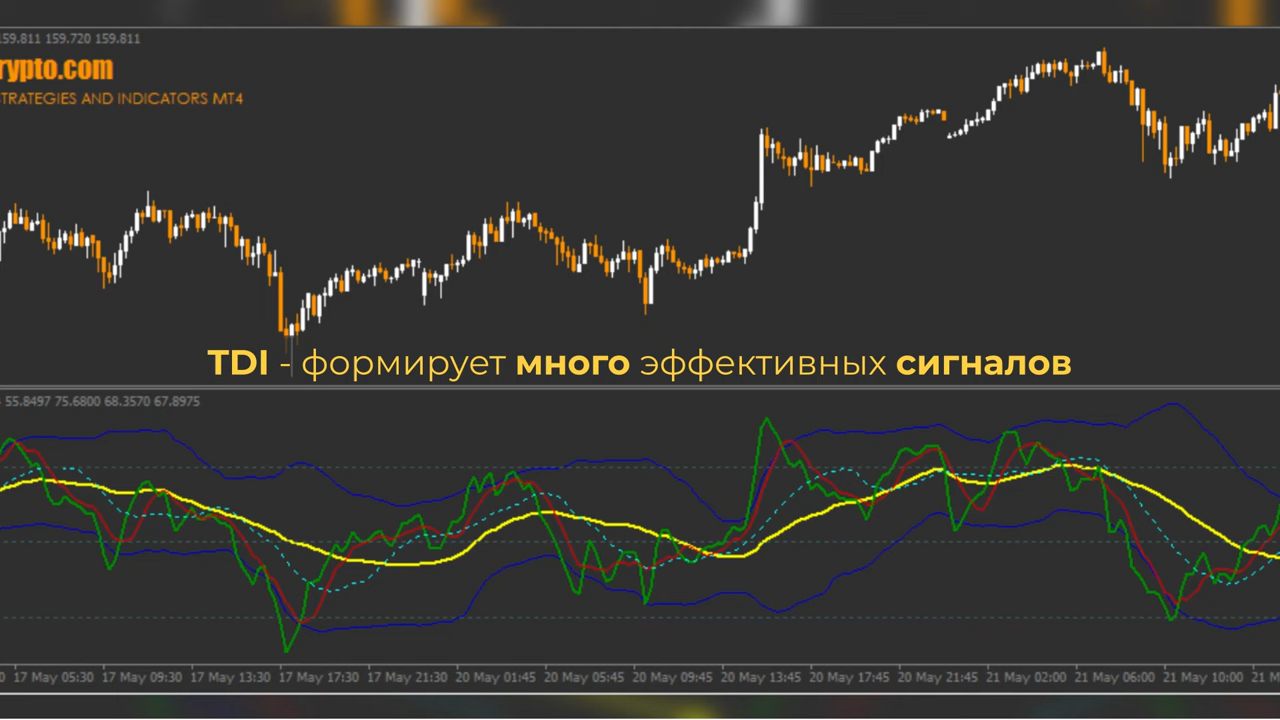 159.811 159.720 159.811
rypto.com
STRATEGIES AND INDICATORS MT4
TDI - формирует много эффективных сигналов
55.8497 75.6800 68.3570 67.8975
0 17 May 05:30 17 May 09:30 17 May 13:30 17 May 17:30 17 May 21:30 20 May 01:45 20 May 05:45 20 May 09:45 20 May 13:45 20 May 17:45 20 May 21:45 21 May 02:00 21 May 06:00 21 May 10:00 21 M